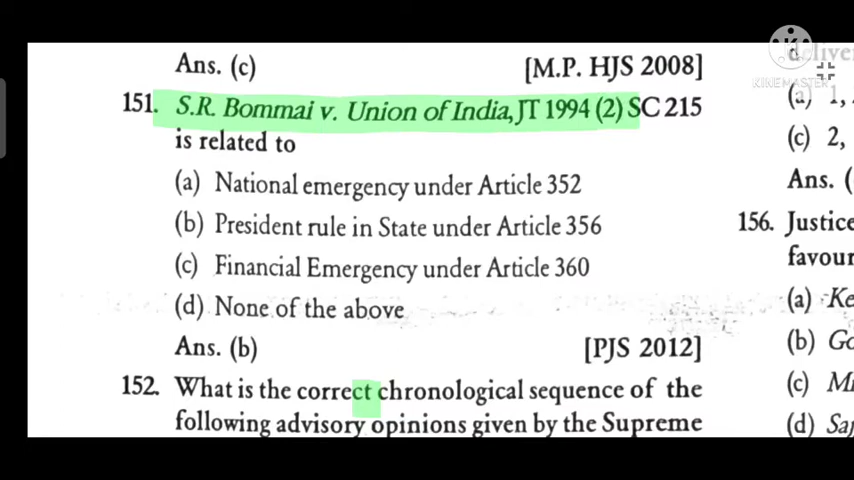 Ans. (c) [M.P. HJS 2008]
151. S.R. Bommai v. Union of India, JT 1994 (2) SC 215
is related to
(a) National emergency under Article 352
(b) President rule in State under Article 356
(c) Financial Emergency under Article 360
(d) None of the above
Ans. (b) [PJS 2012]
152. What is the correct chronological sequence of the
following advisory opinions given by the Supreme
(a) 1,
(c) 2,
Ans. (
156. Justice
favour
(a) Ke
(b) Go
(c)
(d) Sa
KINEMASTER